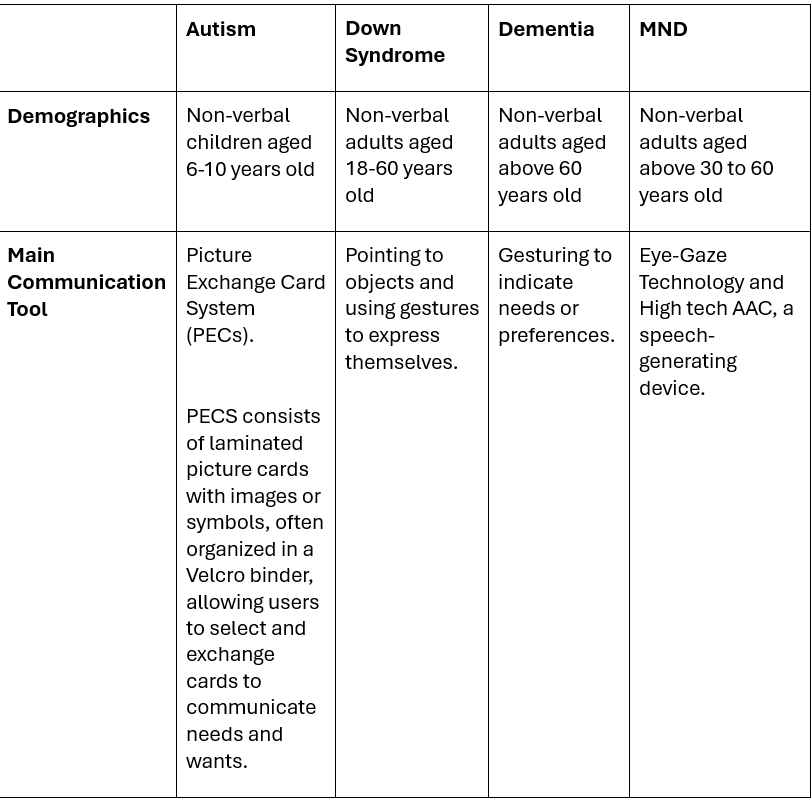 Autism
Down
Syndrome
Dementia
MND
Demographics
Non-verbal
children aged
6-10 years old
Non-verbal
adults aged
18-60 years
old
Non-verbal
adults aged
above 60
years old
Non-verbal
adults aged
above 30 to 60
years old
Main
Communication
Tool
Picture
Exchange Card
System
(PECs).
PECS consists
of laminated
picture cards
with images or
symbols, often
organized in a
Velcro binder,
allowing users
to select and
exchange
cards to
communicate
needs and
wants.
Pointing to
objects and
using gestures
to express
themselves.
Gesturing to
indicate
needs or
preferences.
Eye-Gaze
Technology and
High tech AAC, a
speech-
generating
device.